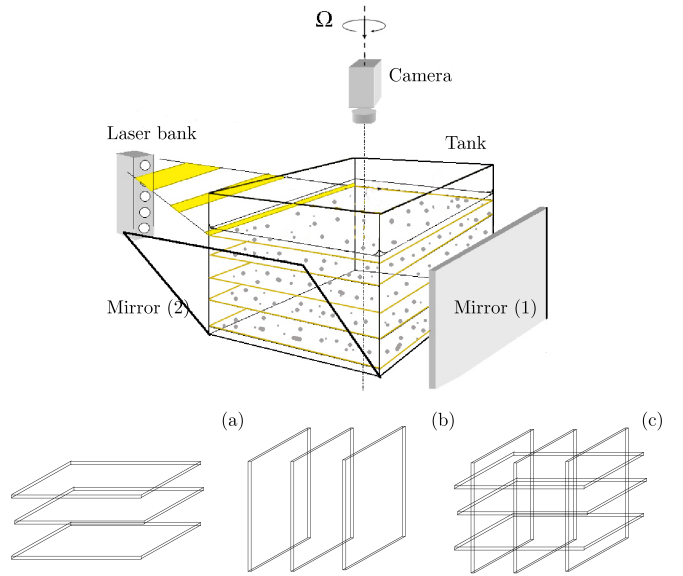 Ω
Camera
Laser bank
Tank
Mirror (2)
Mirror (1)
(a)
(b)
(c)